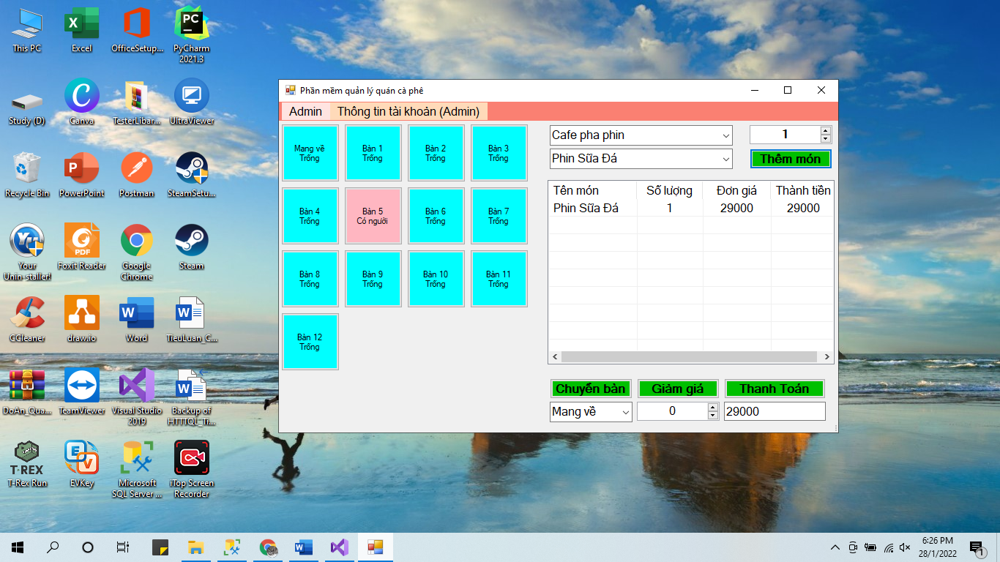 This PC
Excel
OfficeSetup...
PyCharm
2021.3
Study (D)
Canva
TesterLibar...
UltraViewer
Recycle Bin
PowerPoint
Postman
SteamSetu...
Your
Unin-staller!
Foxit Reader
Google
Chrome
Steam
CCleaner
draw.io
Word
TieuLuan_C...
DoAn_Qua...
TeamViewer
Visual Studio
2019
Backup of
HTTTQL_Ti...
T-REX
T-Rex Run
EVKey
Microsoft
SQL Server ...
iTop Screen
Recorder
PC
PDF
Phần mềm quản lý quán cà phê
Admin
Thông tin tài khoản (Admin)
Mang về
Trống
Bàn 1
Trống
Bàn 2
Trống
Bàn 3
Trống
Bàn 4
Trống
Bàn 5
Có người
Bàn 6
Trống
Bàn 7
Trống
Bàn 8
Trống
Bàn 9
Trống
Bàn 10
Trống
Bàn 11
Trống
Bàn 12
Trống
Cafe pha phin
1
Phin Sữa Đá
Thêm món
Tên món Số lượng Đơn giá Thành tiền
Phin Sữa Đá 1 29000 29000
Chuyển bàn Giảm giá Thanh Toán
Mang về 0 29000
6:26 PM
28/1/2022
1